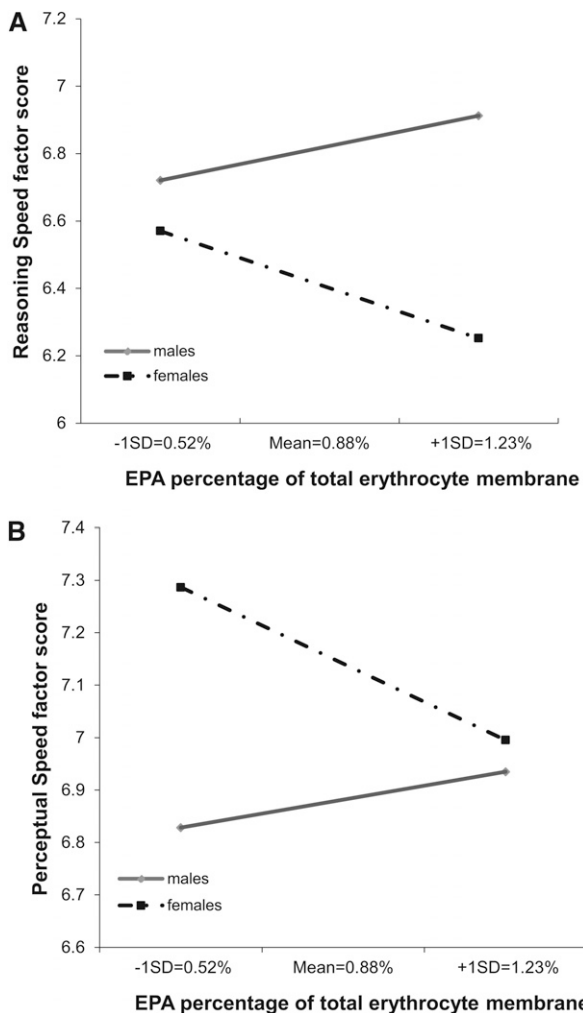 A
7.2
7
6.8
6.6
6.4
6.2
6
Reasoning Speed factor score
males
females
-1SD=0.52% Mean=0.88% +1SD=1.23%
EPA percentage of total erythrocyte membrane
B
7.4
7.3
7.2
7.1
7
6.9
6.8
6.7
6.6
Perceptual Speed factor score
males
females
-1SD=0.52% Mean=0.88% +1SD=1.23%
EPA percentage of total erythrocyte membrane